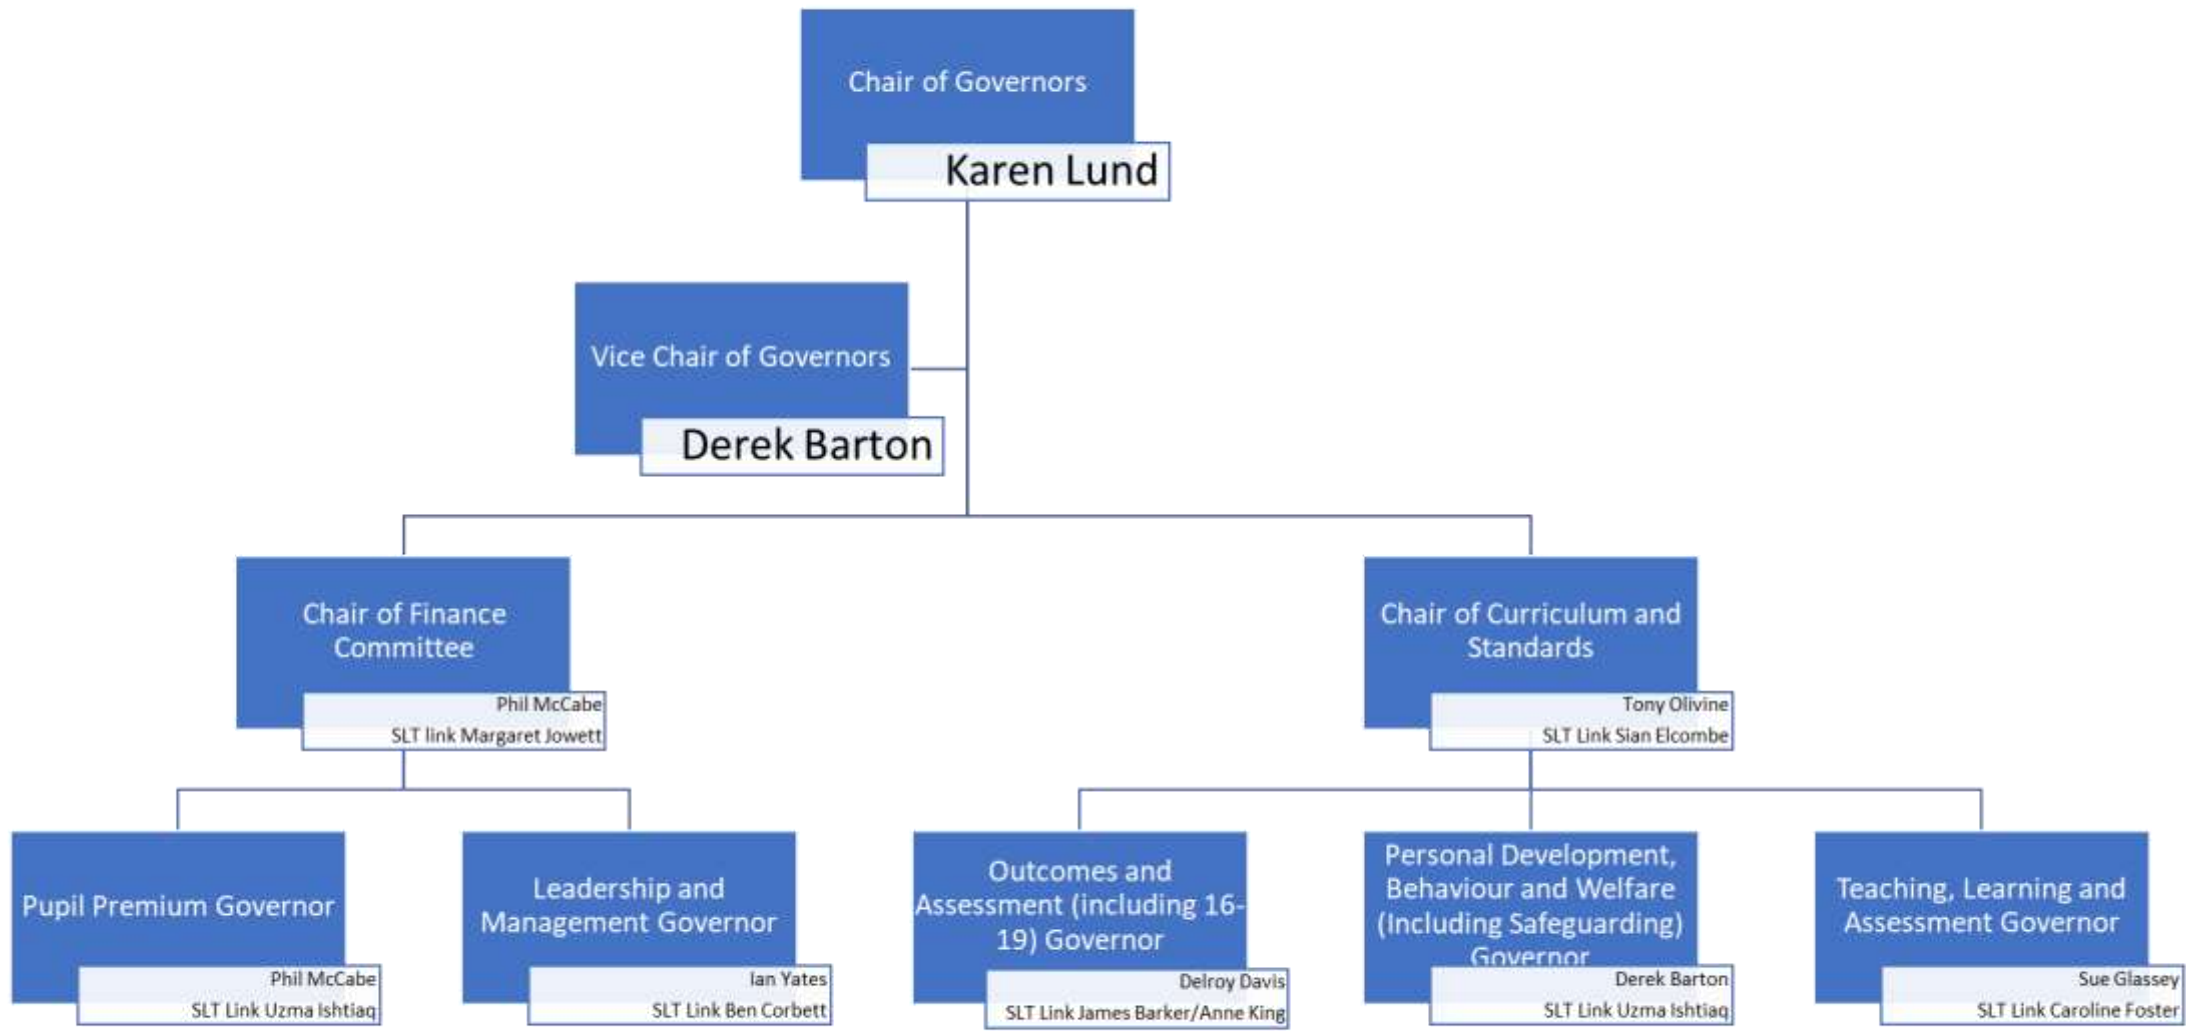 Chair of Governors
Karen Lund
Vice Chair of Governors
Derek Barton
Chair of Finance
Committee
Phil McCabe
SLT link Margaret Jowett
Chair of Curriculum and
Standards
Tony Olivine
SLT Link Sian Elcombe
Pupil Premium Governor
Phil McCabe
SLT Link Uzma Ishtiaq
Leadership and
Management Governor
Ian Yates
SLT Link Ben Corbett
Outcomes and
Assessment (including 16-
19) Governor
Delroy Davis
SLT Link James Barker/Anne King
Personal Development,
Behaviour and Welfare
(Including Safeguarding)
Governor
Derek Barton
SLT Link Uzma Ishtiaq
Teaching, Learning and
Assessment Governor
Sue Glassey
SLT Link Caroline Foster